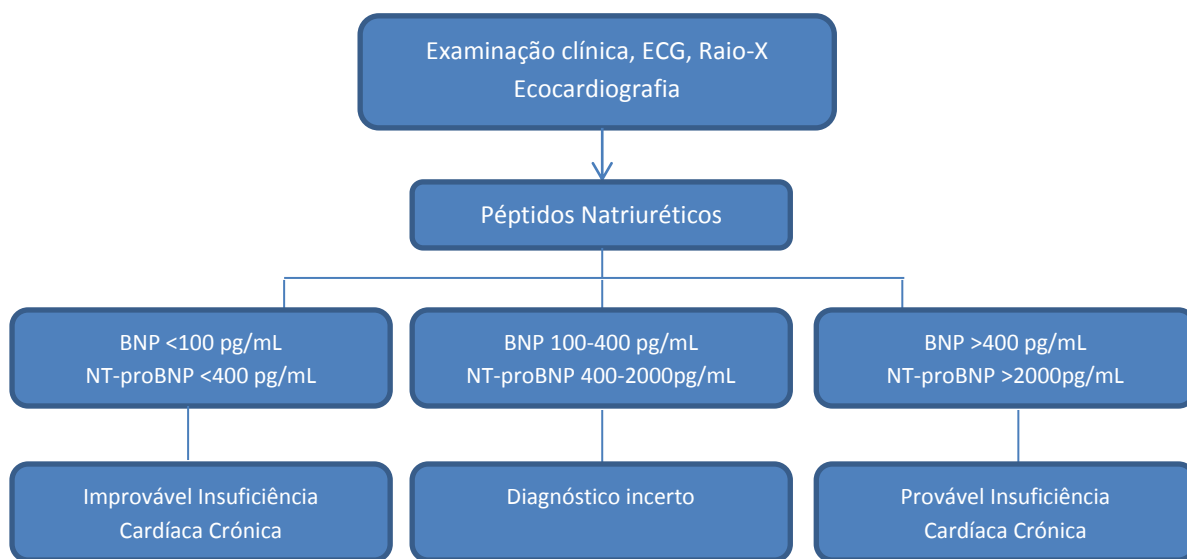 Examinação clínica, ECG, Raio-X
Ecocardiografia
Péptidos Natriuréticos
BNP <100 pg/mL
NT-proBNP <400 pg/mL
BNP 100-400 pg/mL
NT-proBNP 400-2000pg/mL
BNP >400 pg/mL
NT-proBNP >2000pg/mL
Improvável Insuficiência
Cardíaca Crónica
Diagnóstico incerto
Provável Insuficiência
Cardíaca Crónica